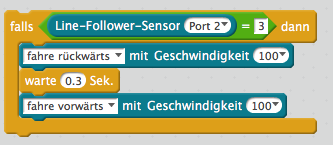 falls Line-Follower-Sensor Port 2 = 3 dann
fahre rückwärts mit Geschwindigkeit 100
warte 0.3 Sek.
fahre vorwärts mit Geschwindigkeit 100